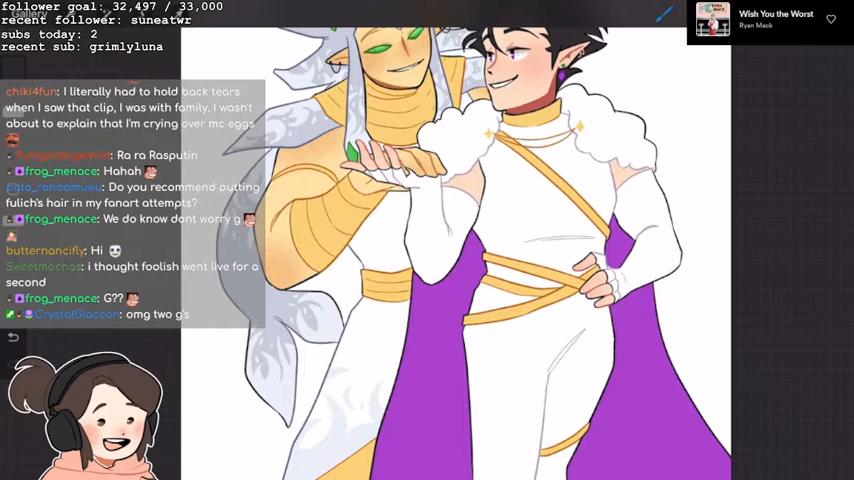 Gallery
follower goal: 32,497 / 33,000
recent follower: suneatwr
subs today: 2
recent sub: grimlyluna
Wish You the Worst
Ryan Mack
chiki4fun: I literally had to hold back tears
when I saw that clip, I was with family, I wasn't
about to explain that I'm crying over mc eggs
Ra ra Rasputin
frog_menace: Hahah
pato_randomuwu: Do you recommend putting
fulich's hair in my fanart attempts?
frog_menace: We do know dont worry g
butternancifly: Hi
Sweetmochas: i thought foolish went live for a
second
frog_menace: G??
CrystalGlaceon: omg two g's